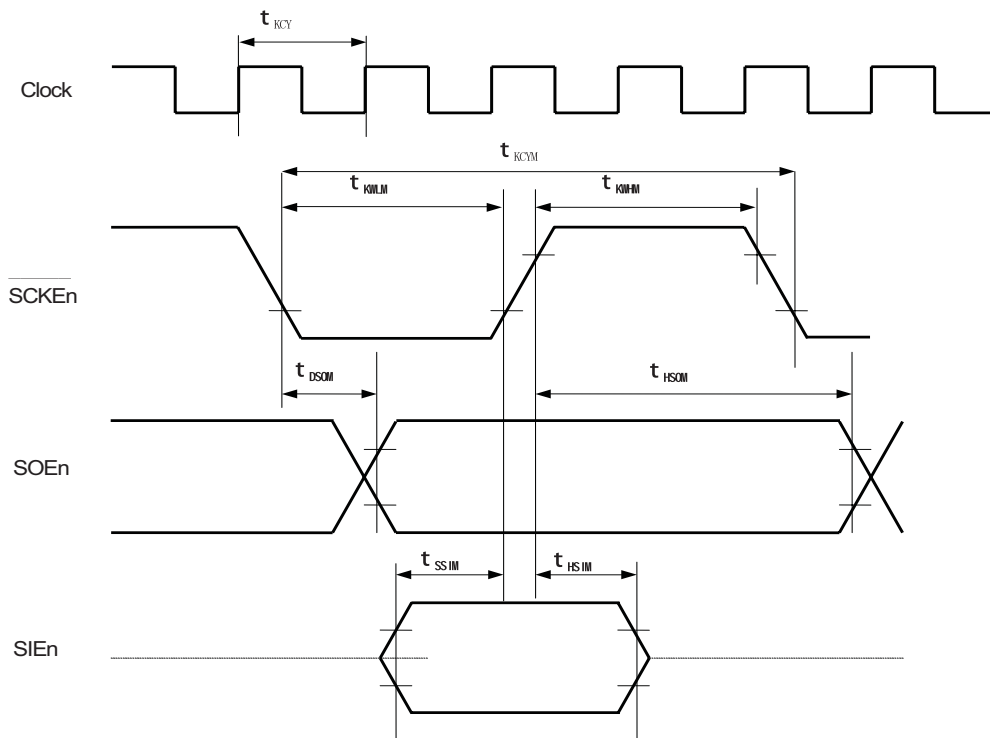 t KCY
Clock
t KCYM
t KWLM
t KWHM
SCKEn
t DSOM
t HSOM
SOEn
t SSIM
t HSIM
SIEn